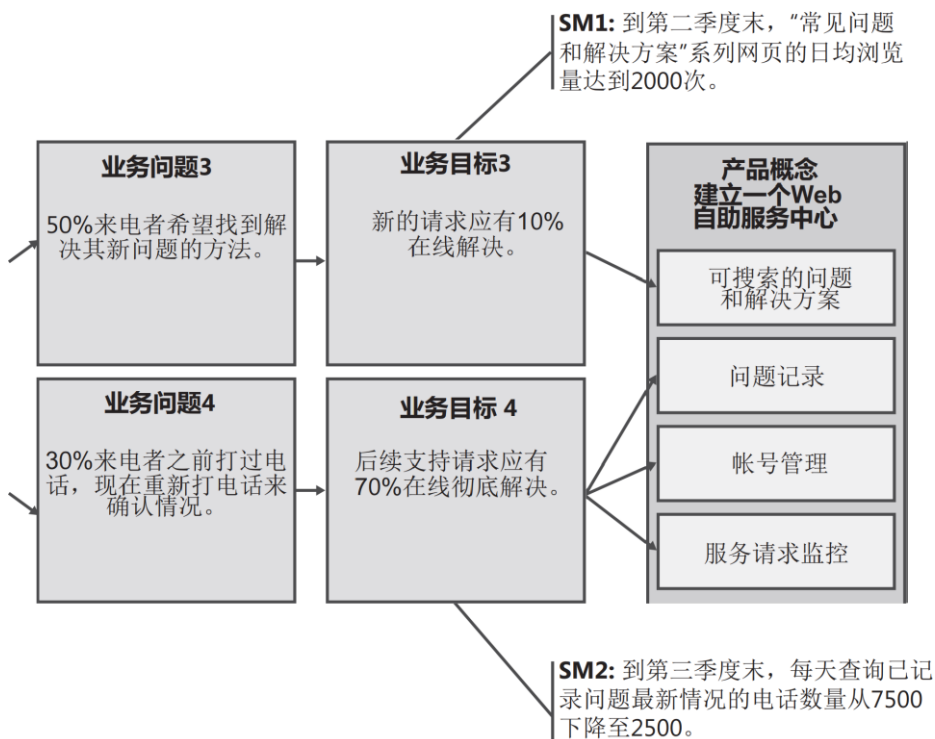 SM1: 到第二季度末，“常见问题
和解决方案”系列网页的日均浏览
量达到2000次。
业务问题3
50%来电者希望找到解
决其新问题的方法。
业务目标3
新的请求应有10%
在线解决。
产品概念
建立一个Web
自助服务中心
可搜索的问题
和解决方案
问题记录
帐号管理
服务请求监控
业务问题4
30%来电者之前打过电
话，现在重新打电话来
确认情况。
业务目标 4
后续支持请求应有
70%在线彻底解决。
SM2: 到第三季度末，每天查询已记
录问题最新情况的电话数量从7500
下降至2500。